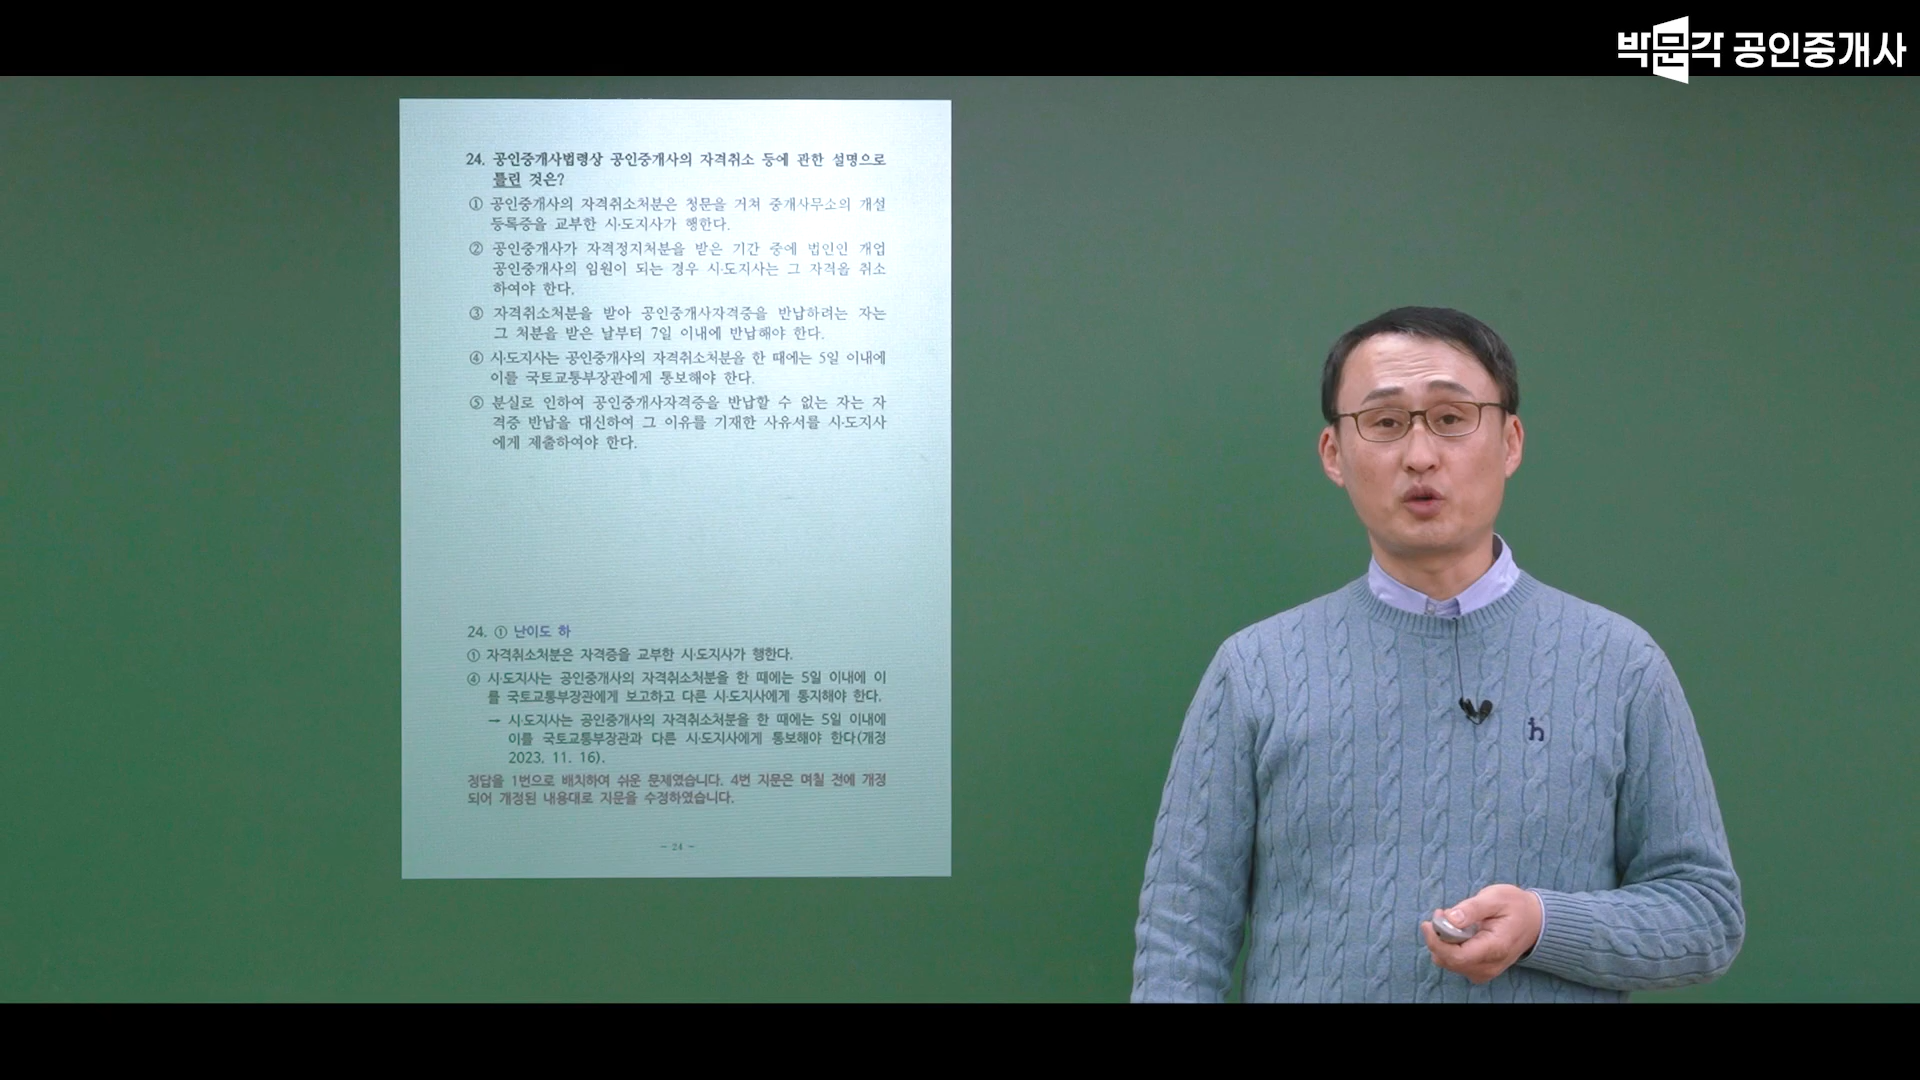 박문각 공인중개사
24. 공인중개사법령상 공인중개사의 자격취소 등에 관한 설명으로
틀린 것은?
① 공인중개사의 자격취소처분은 청문을 거쳐 중개사무소의 개설
등록증을 교부한 시·도지사가 행한다.
② 공인중개사가 자격정지처분을 받은 기간 중에 법인인 개업
공인중개사의 임원이 되는 경우 시·도지사는 그 자격을 취소
하여야 한다.
③ 자격취소처분을 받아 공인중개사자격증을 반납하려는 자는
그 처분을 받은 날부터 7일 이내에 반납해야 한다.
④ 시·도지사는 공인중개사의 자격취소처분을 한 때에는 5일 이내에
이를 국토교통부장관에게 통보해야 한다.
⑤ 분실로 인하여 공인중개사자격증을 반납할 수 없는 자는 자
격증 반납을 대신하여 그 이유를 기재한 사유서를 시·도지사
에게 제출하여야 한다.
24. ① 난이도 하
① 자격취소처분은 자격증을 교부한 시·도지사가 행한다.
④ 시·도지사는 공인중개사의 자격취소처분을 한 때에는 5일 이내에 이
를 국토교통부장관에게 보고하고 다른 시·도지사에게 통지해야 한다.
→ 시·도지사는 공인중개사의 자격취소처분을 한 때에는 5일 이내에
이를 국토교통부장관과 다른 시·도지사에게 통보해야 한다(개정
2023. 11. 16).
정답을 1번으로 배치하여 쉬운 문제였습니다. 4번 지문은 며칠 전에 개정
되어 개정된 내용대로 지문을 수정하였습니다.
- 24 -